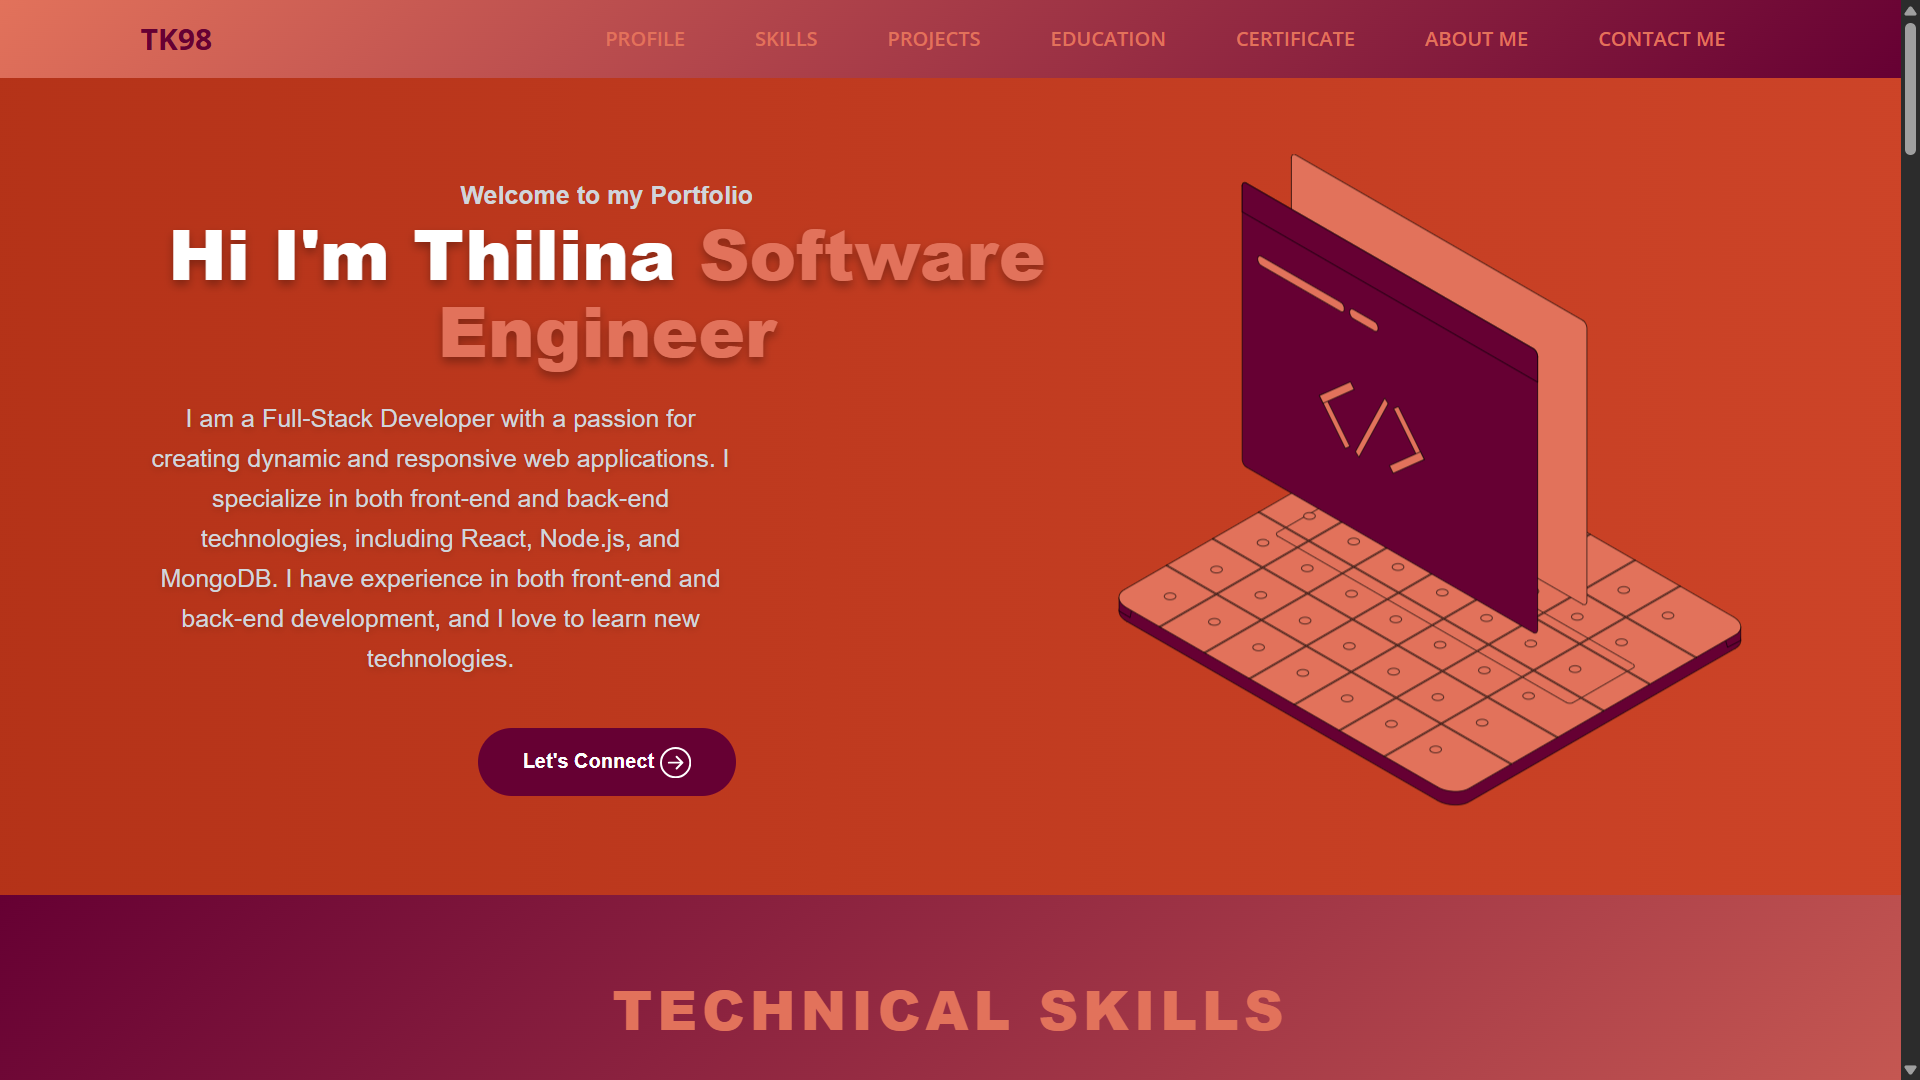 TK98
PROFILE
SKILLS
PROJECTS
EDUCATION
CERTIFICATE
ABOUT ME
CONTACT ME
Welcome to my Portfolio
Hi I'm Thilina Software
Engineer
I am a Full-Stack Developer with a passion for
creating dynamic and responsive web applications. I
specialize in both front-end and back-end
technologies, including React, Node.js, and
MongoDB. I have experience in both front-end and
back-end development, and I love to learn new
technologies.
Let's Connect
</>
TECHNICAL SKILLS